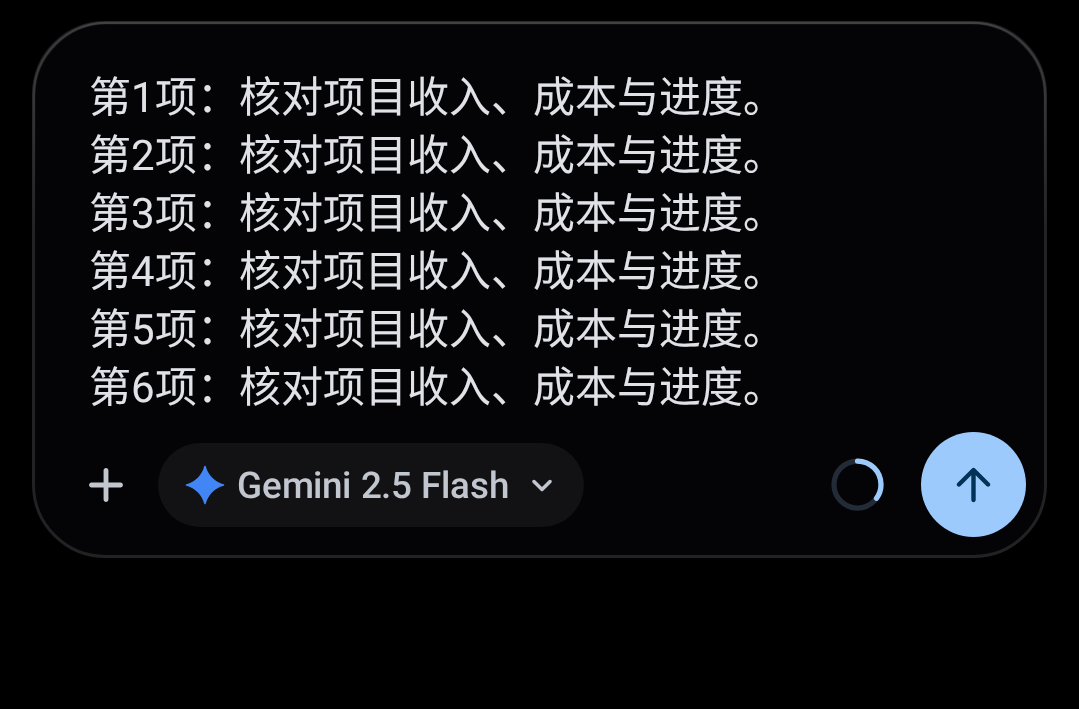 第1项：核对项目收入、成本与进度。
第2项：核对项目收入、成本与进度。
第3项：核对项目收入、成本与进度。
第4项：核对项目收入、成本与进度。
第5项：核对项目收入、成本与进度。
第6项：核对项目收入、成本与进度。
Gemini 2.5 Flash